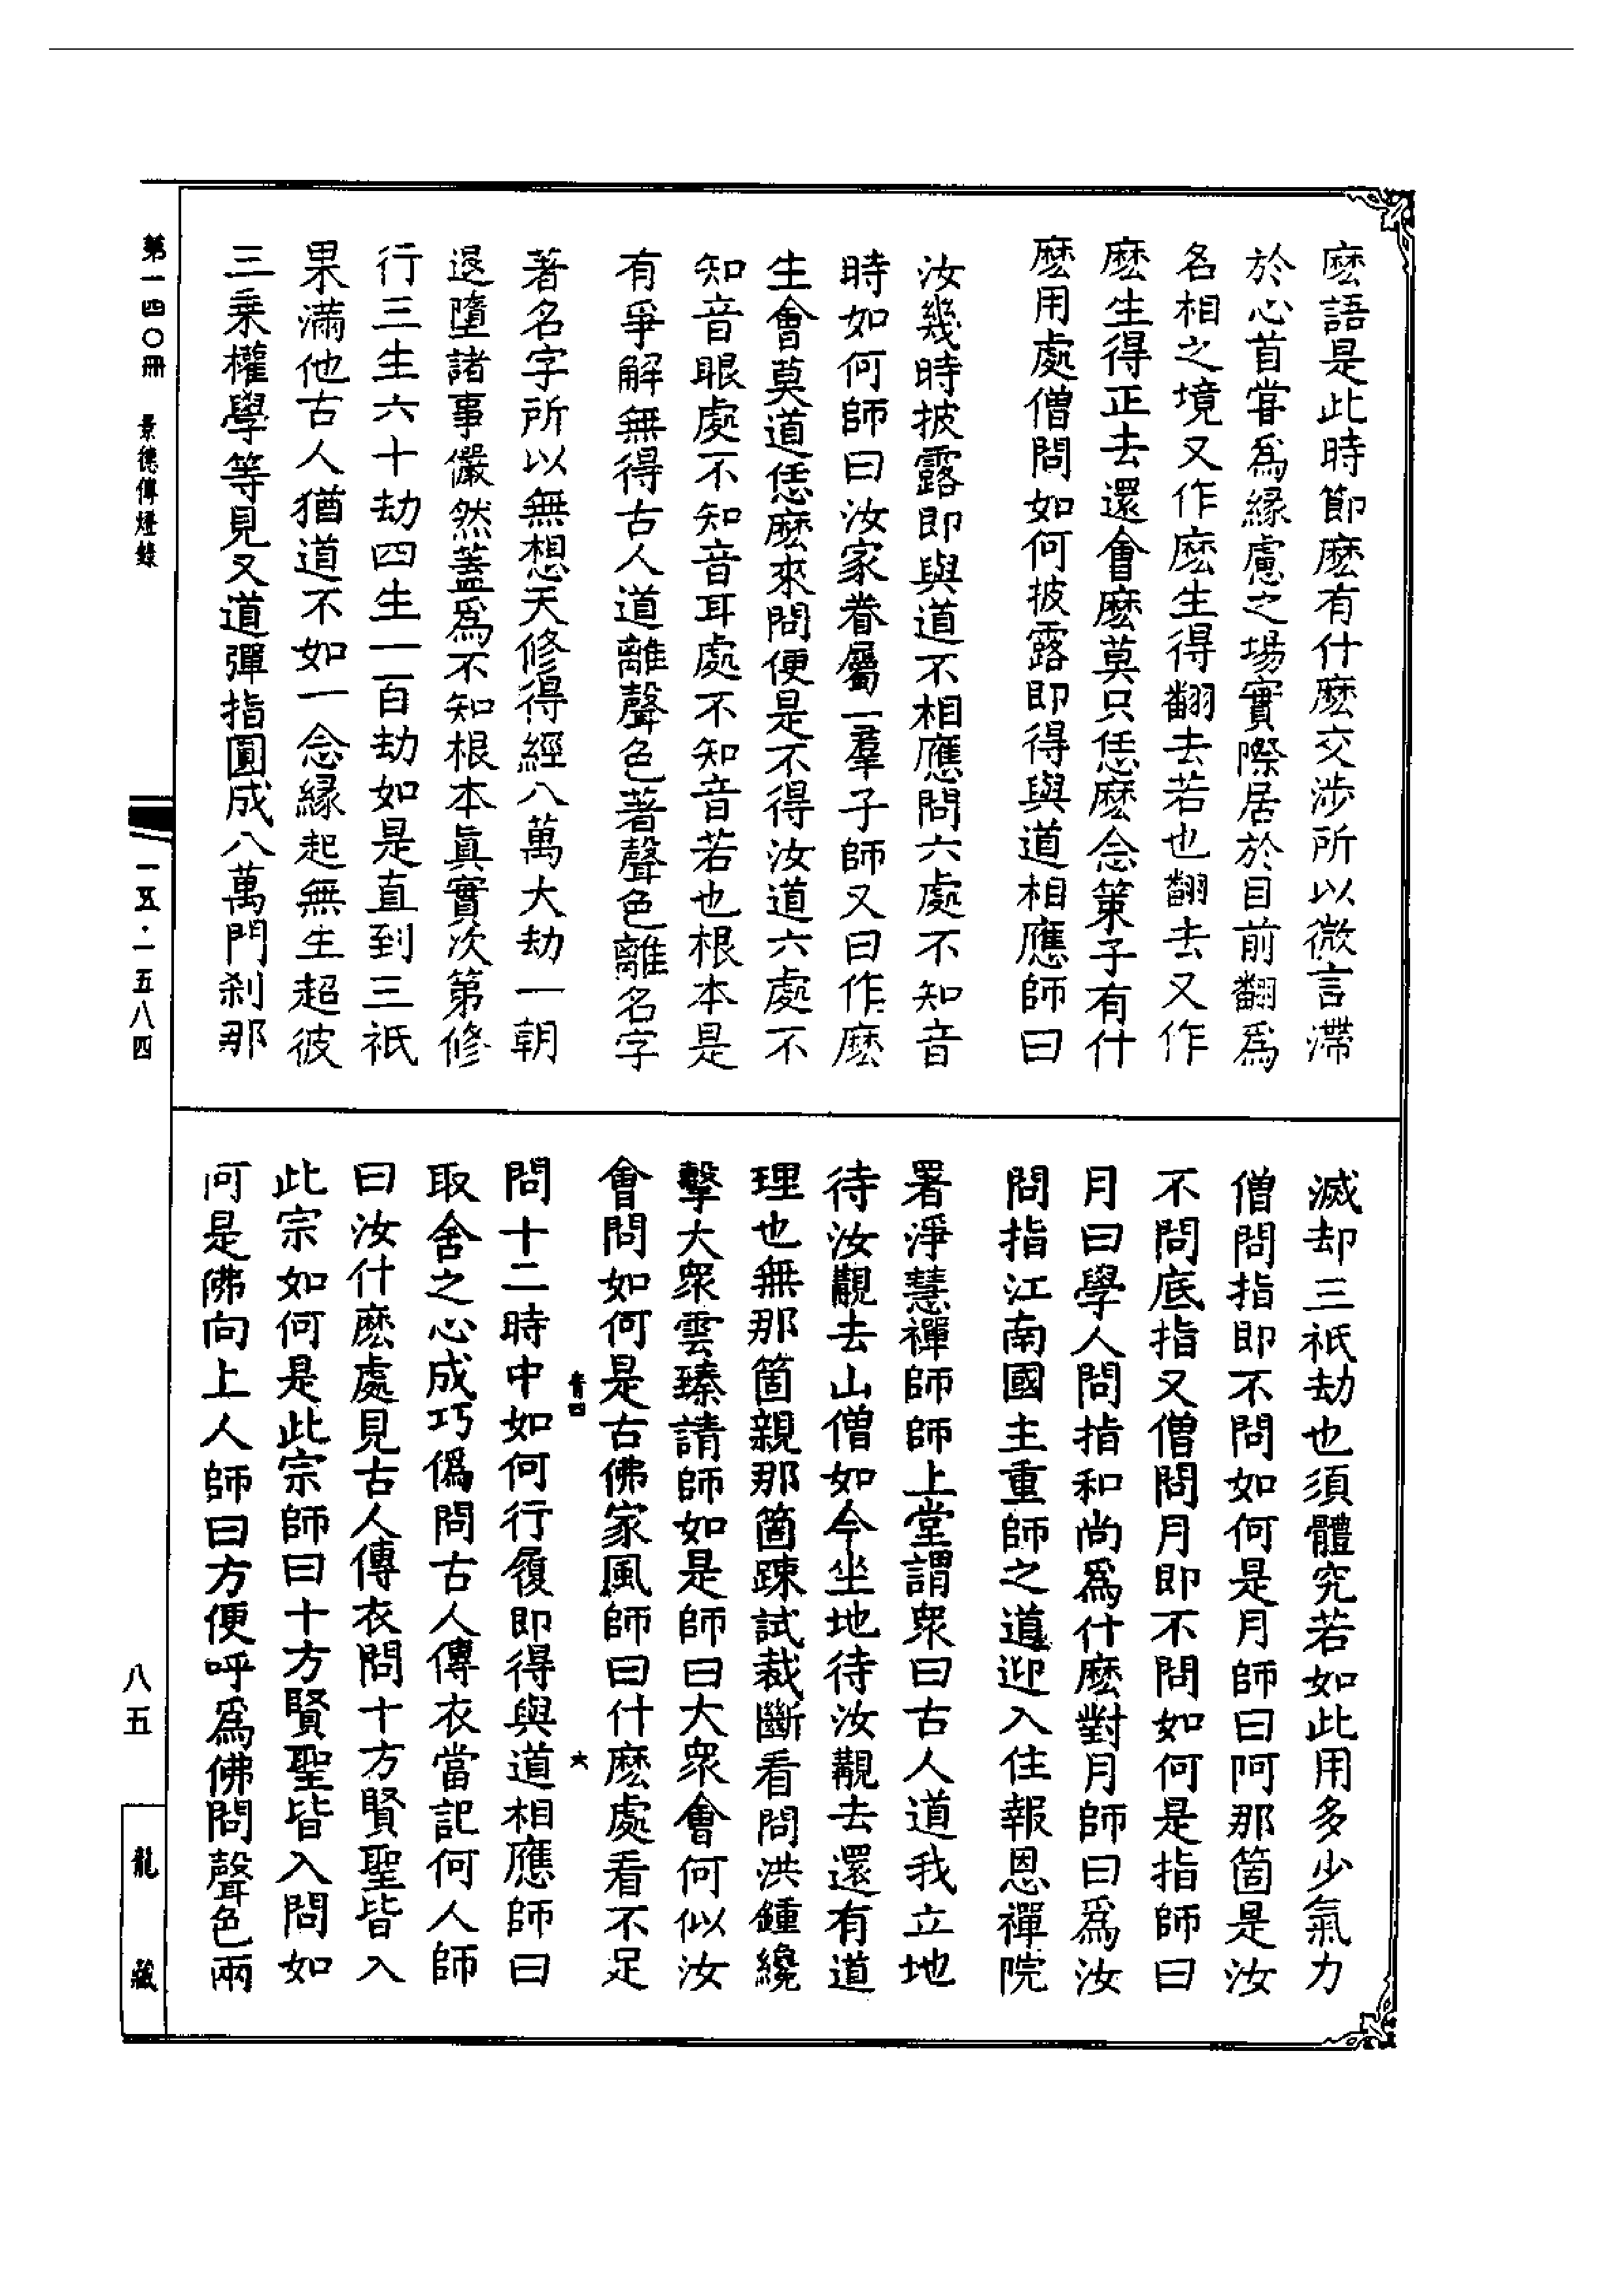 麽語是此時節麽有什麽交涉所以微言滯
於心首甞爲緣慮之場實際居於目前翻爲
名相之境又作麽生得翻去若也翻去又作
麽生得正去還會麽莫只恁麽念策子有什
麽用處僧問如何披露即得與道相應師曰
汝幾時披露即與道不相應問六處不知音
時如何師曰汝家眷屬一羣子師又曰作麽
生會莫道恁麽來問便是不得汝道六處不
知音眼處不知音耳處不知音若也根本是
有爭解無得古人道離聲色著聲色離名字
著名字所以無想天修得經八萬大劫一朝
退墮諸事儼然蓋爲不知根本眞實次第修
行三生六十劫四生一百劫如是直到三祇
果滿他古人猶道不如一念緣起無生超彼
三乘權學等見又道彈指圓成八萬門剎那
滅却三祇劫也須體究若如此用多少氣力
僧問指即不問如何是月師曰阿那箇是汝
不問底指又僧問月即不問如何是指師曰
月曰學人問指和尚爲什麽對月師曰爲汝
問指江南國主重師之道迎入住報恩禪院
署淨慧禪師師上堂謂衆曰古人道我立地
待汝覯去山僧如今坐地待汝覯去還有道
理也無那箇親那箇踈試裁斷看問洪鍾纔
擊大衆雲臻請師如是師曰大衆會何似汝
會問如何是古佛家風師曰什麽處看不足
青四
六
問十二時中如何行履即得與道相應師曰
取舍之心成巧僞問古人傳衣當記何人師
曰汝什麽處見古人傳衣問十方賢聖皆入
此宗如何是此宗師曰十方賢聖皆入問如
何是佛向上人師曰方便呼爲佛問聲色兩
第一四〇冊
景德傳燈錄
一五·一五八四
八五
龍藏